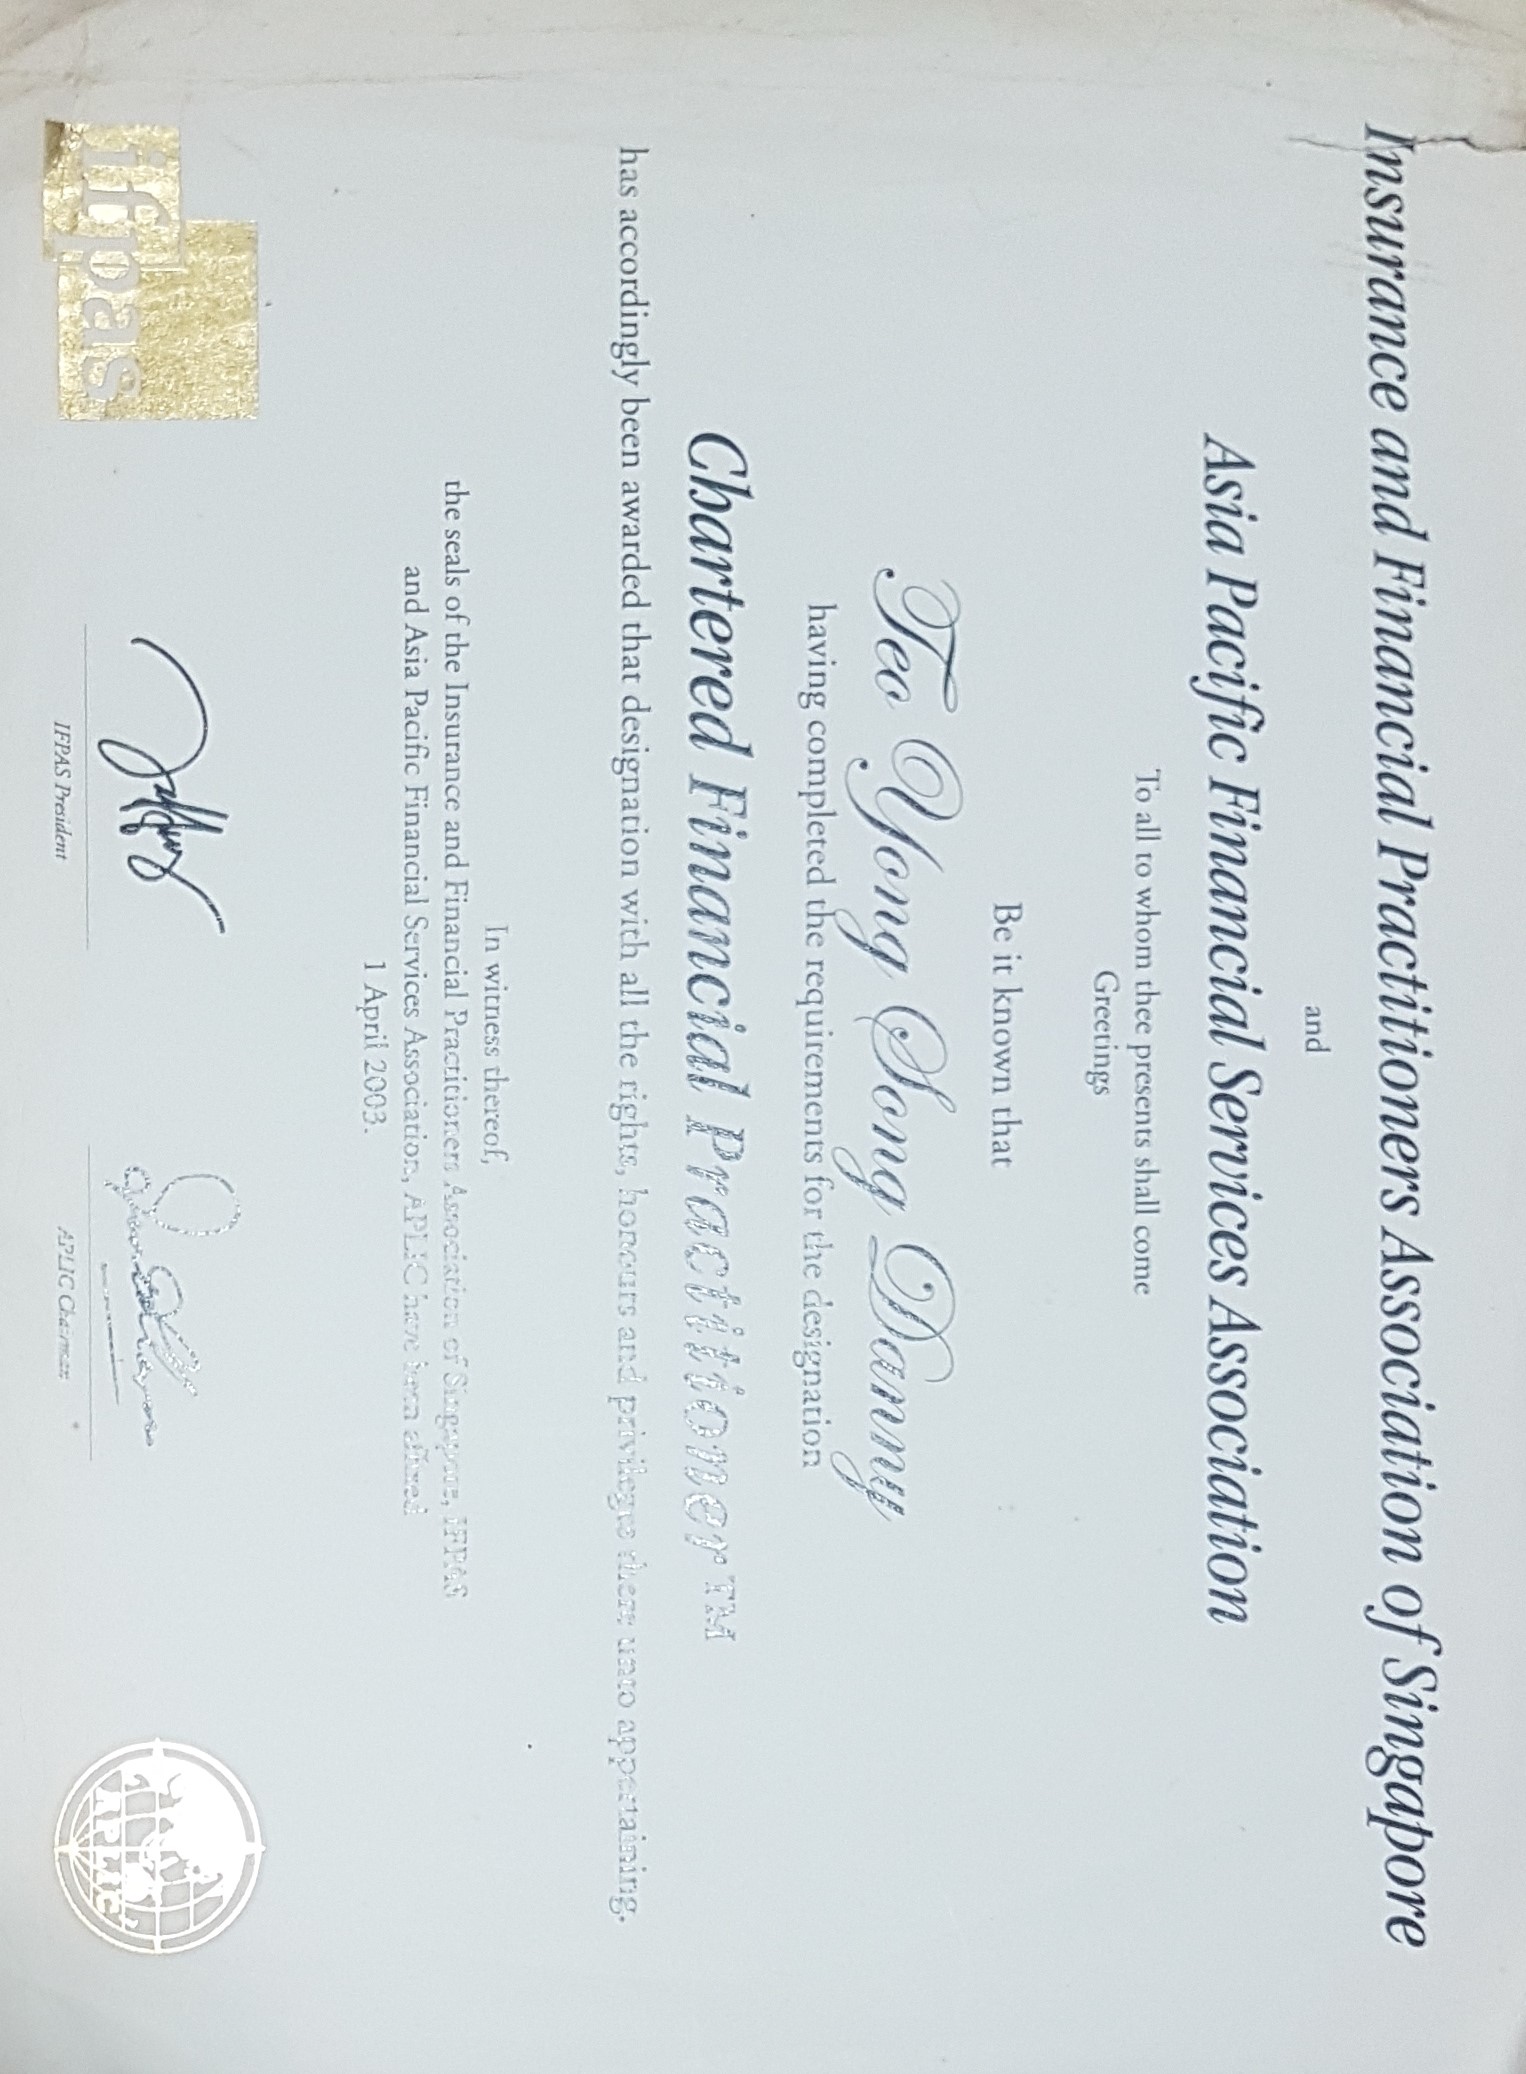 Insurance and Financial Practitioners Association of Singapore
and
Asia Pacific Financial Services Association
To all to whom thee presents shall come
Greetings
Be it known that
Teo Yong Song Danny
having completed the requirements for the designation
Chartered Financial Practitioner™
has accordingly been awarded that designation with all the rights, honours and privileges there unto appertaining.
In witness thereof,
the seals of the Insurance and Financial Practitioners Association of Singapore, IFPAS
and Asia Pacific Financial Services Association, APLIC have been affixed
1 April 2003.
ifpas
IFPAS President
APLIC Chairman
APLIC